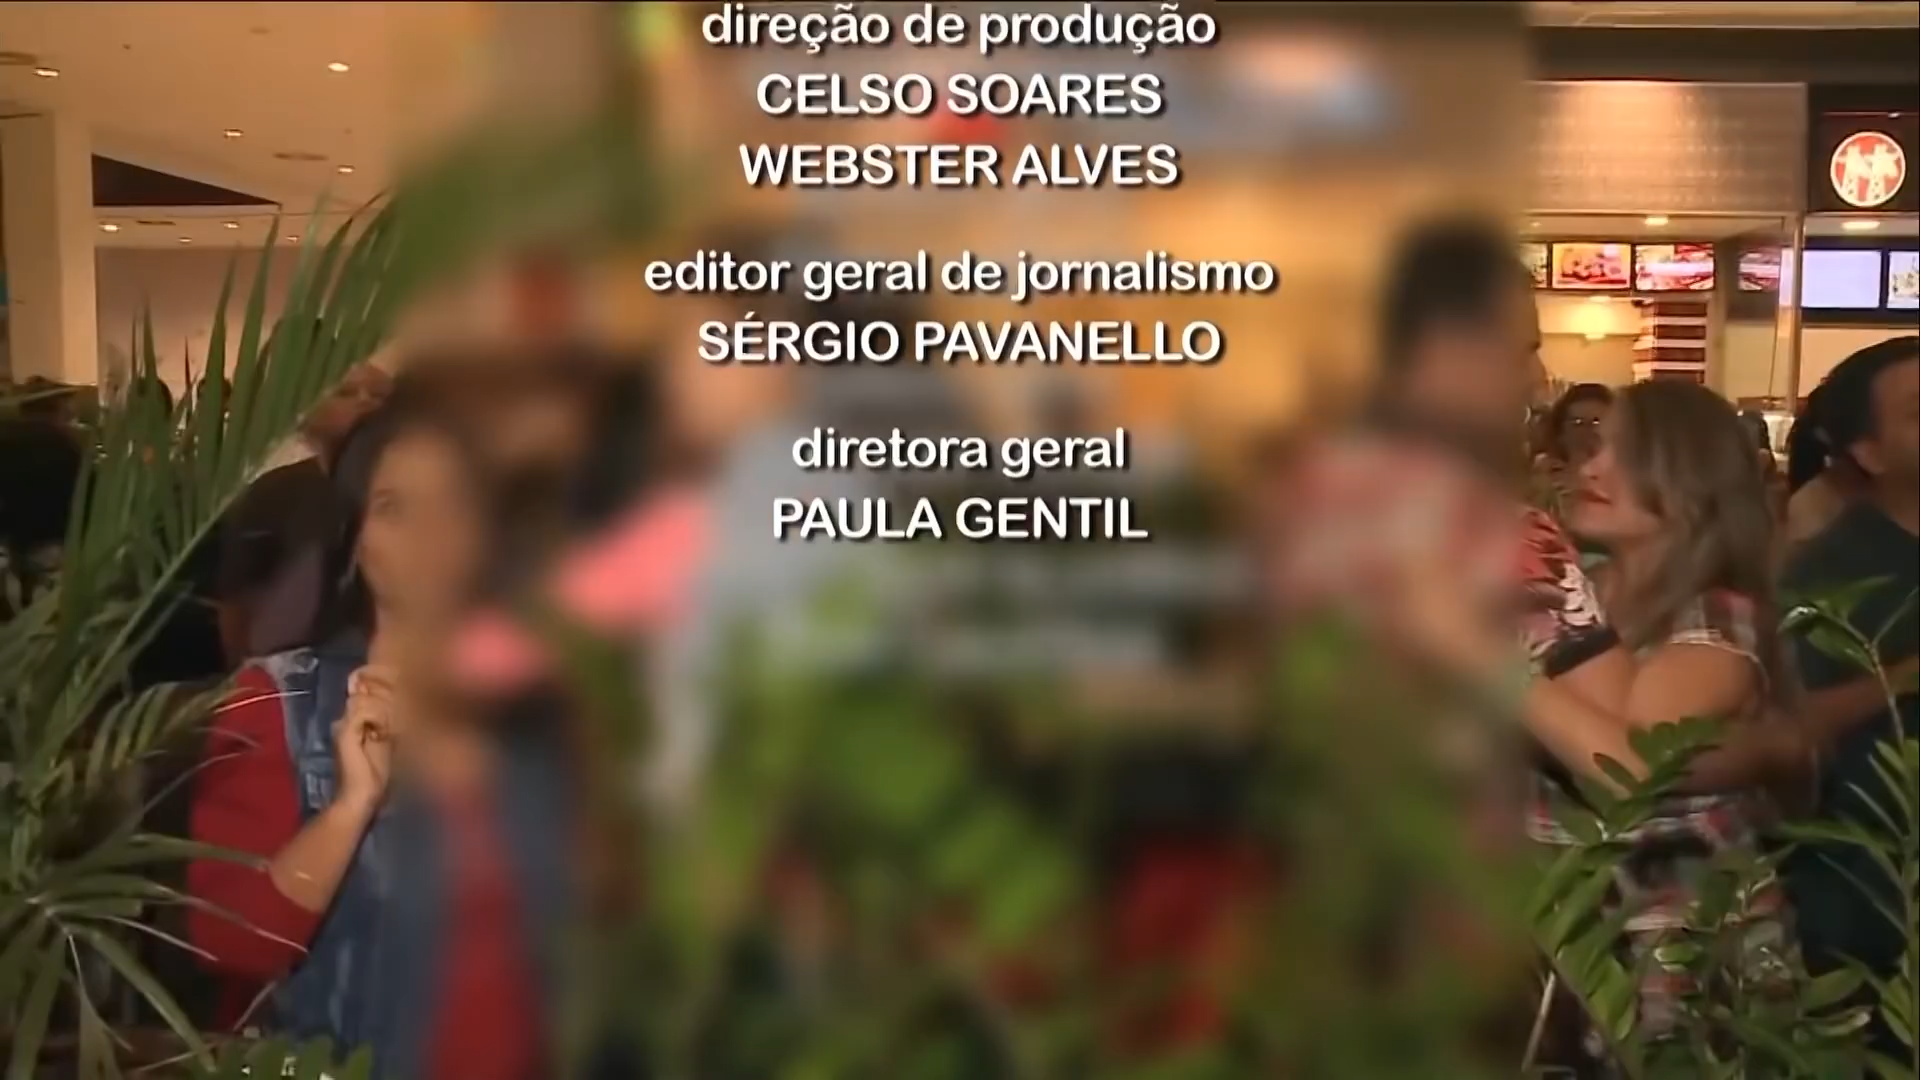 direção de produção
CELSO SOARES
WEBSTER ALVES
editor geral de jornalismo
SÉRGIO PAVANELLO
diretora geral
PAULA GENTIL